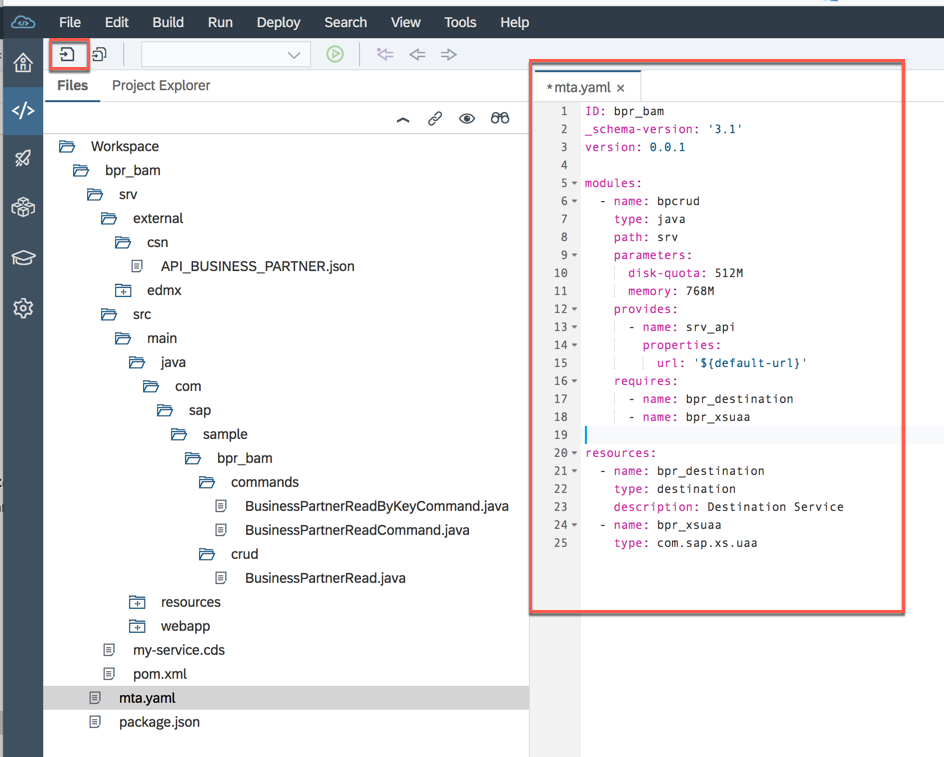 File Edit Build Run Deploy Search View Tools Help
Files Project Explorer
Workspace
bpr_bam
srv
external
csn
API_BUSINESS_PARTNER.json
edmx
src
main
java
com
sap
sample
bpr_bam
commands
BusinessPartnerReadByKeyCommand.java
BusinessPartnerReadCommand.java
crud
BusinessPartnerRead.java
resources
webapp
my-service.cds
pom.xml
mta.yaml
package.json
*mta.yaml ×
1 ID: bpr_bam
2 _schema-version: '3.1'
3 version: 0.0.1
4
5 modules:
6 - name: bpcrud
7 type: java
8 path: srv
9 parameters:
10 disk-quota: 512M
11 memory: 768M
12 provides:
13 - name: srv_api
14 properties:
15 url: '${default-url}'
16 requires:
17 - name: bpr_destination
18 - name: bpr_xsuaa
19
20 resources:
21 - name: bpr_destination
22 type: destination
23 description: Destination Service
24 - name: bpr_xsuaa
25 type: com.sap.xs.uaa